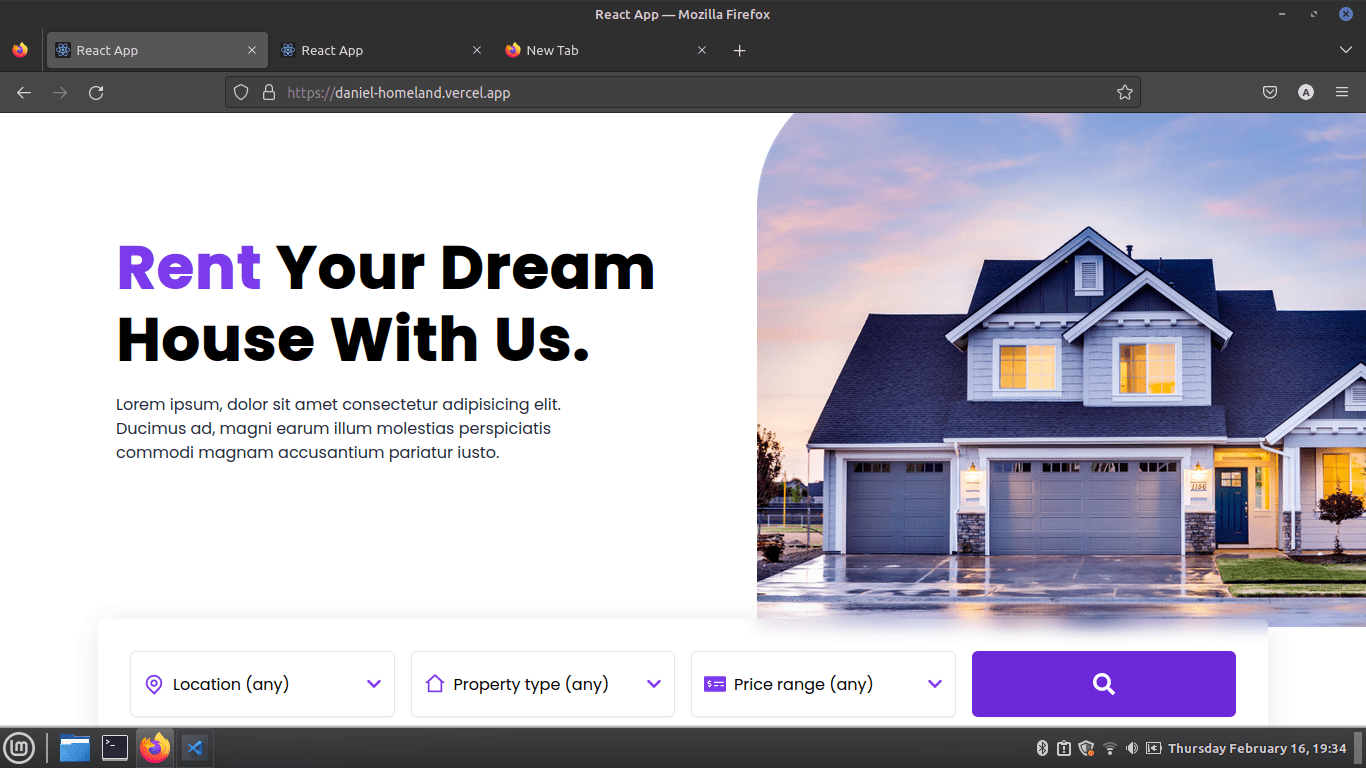 React App — Mozilla Firefox
React App
React App
New Tab
https://daniel-homeland.vercel.app
A
Rent Your Dream
House With Us.
Lorem ipsum, dolor sit amet consectetur adipisicing elit.
Ducimus ad, magni earum illum molestias perspiciatis
commodi magnam accusantium pariatur iusto.
1156
Location (any)
Property type (any)
Price range (any)
Thursday February 16, 19:34